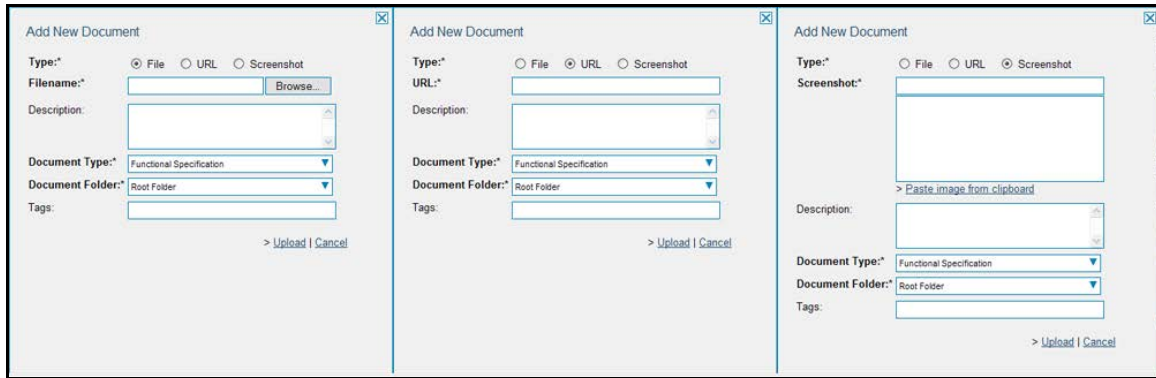 Add New Document
Type:* File URL Screenshot
Filename:* Browse...
Description:
Document Type:* Functional Specification
Document Folder:* Root Folder
Tags:
> Upload | Cancel
Add New Document
Type:* File URL Screenshot
URL:*
Description:
Document Type:* Functional Specification
Document Folder:* Root Folder
Tags:
> Upload | Cancel
Add New Document
Type:* File URL Screenshot
Screenshot:*
> Paste image from clipboard
Description:
Document Type:* Functional Specification
Document Folder:* Root Folder
Tags:
> Upload | Cancel